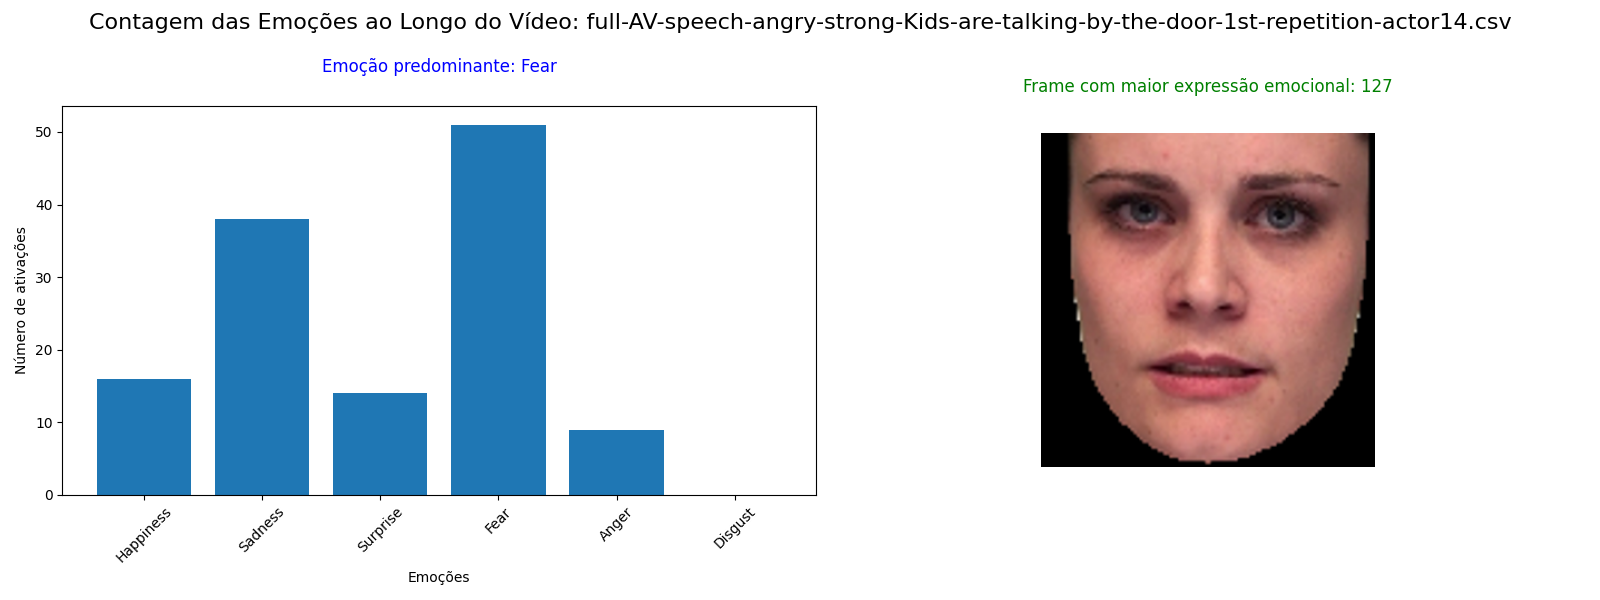 Contagem das Emoções ao Longo do Vídeo: full-AV-speech-angry-strong-Kids-are-talking-by-the-door-1st-repetition-actor14.csv
Emoção predominante: Fear
Frame com maior expressão emocional: 127
Número de ativações
50
40
30
20
10
0
Happiness
Sadness
Surprise
Fear
Anger
Disgust
Emoções